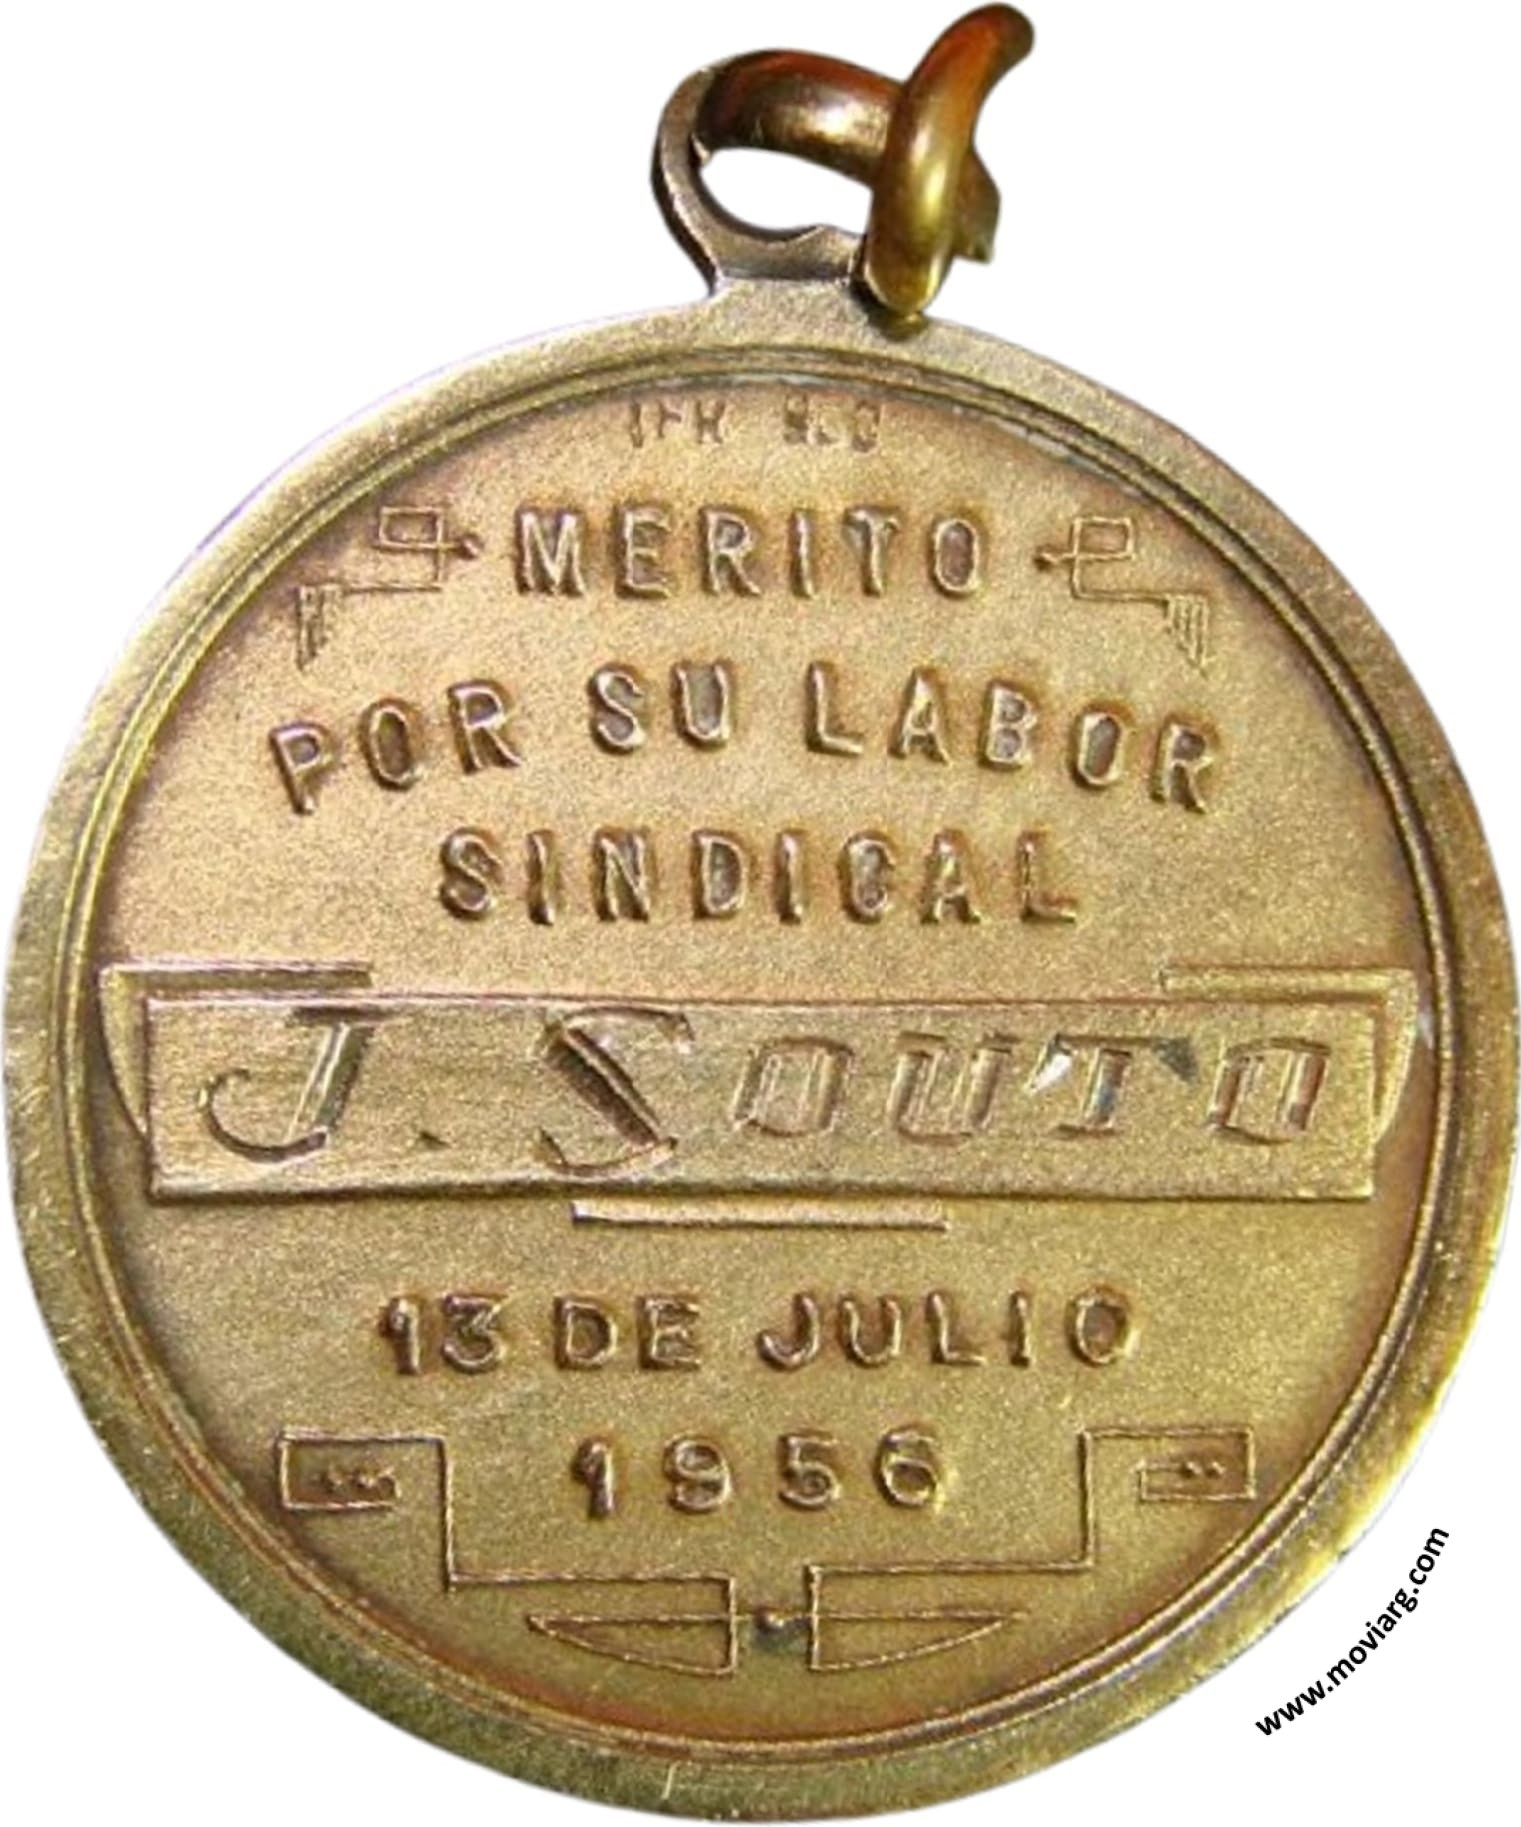 MERITO
POR SU LABOR
SINDICAL
J. SOUTO
13 DE JULIO
1956
www.moviarg.com